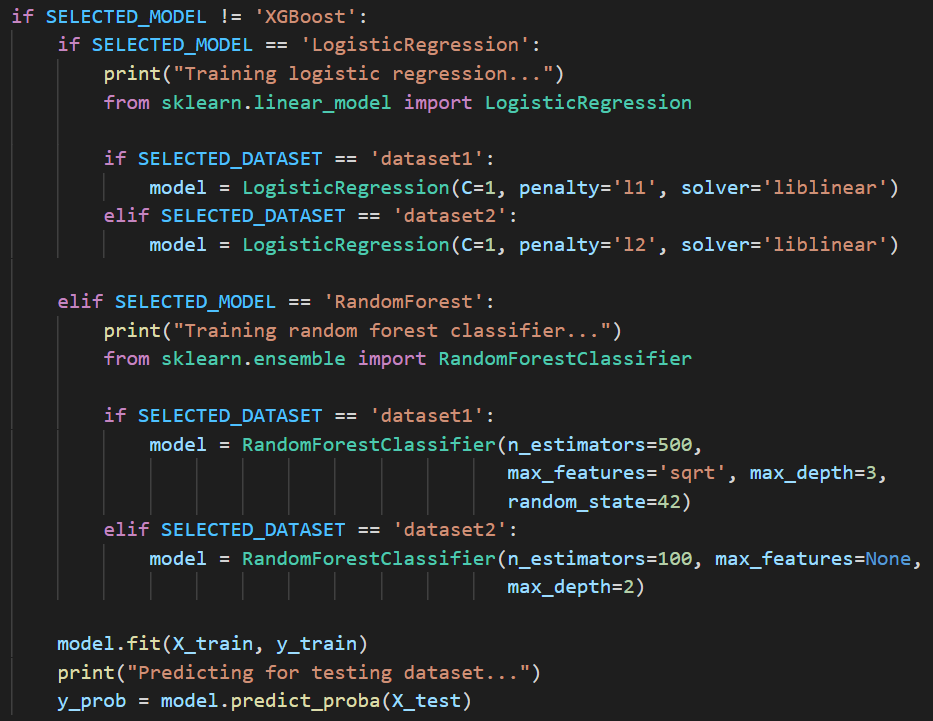 if SELECTED_MODEL != 'XGBoost':
    if SELECTED_MODEL == 'LogisticRegression':
        print("Training logistic regression...")
        from sklearn.linear_model import LogisticRegression

        if SELECTED_DATASET == 'dataset1':
            model = LogisticRegression(C=1, penalty='l1', solver='liblinear')
        elif SELECTED_DATASET == 'dataset2':
            model = LogisticRegression(C=1, penalty='l2', solver='liblinear')

    elif SELECTED_MODEL == 'RandomForest':
        print("Training random forest classifier...")
        from sklearn.ensemble import RandomForestClassifier

        if SELECTED_DATASET == 'dataset1':
            model = RandomForestClassifier(n_estimators=500,
                                           max_features='sqrt', max_depth=3,
                                           random_state=42)
        elif SELECTED_DATASET == 'dataset2':
            model = RandomForestClassifier(n_estimators=100, max_features=None,
                                           max_depth=2)

    model.fit(X_train, y_train)
    print("Predicting for testing dataset...")
    y_prob = model.predict_proba(X_test)